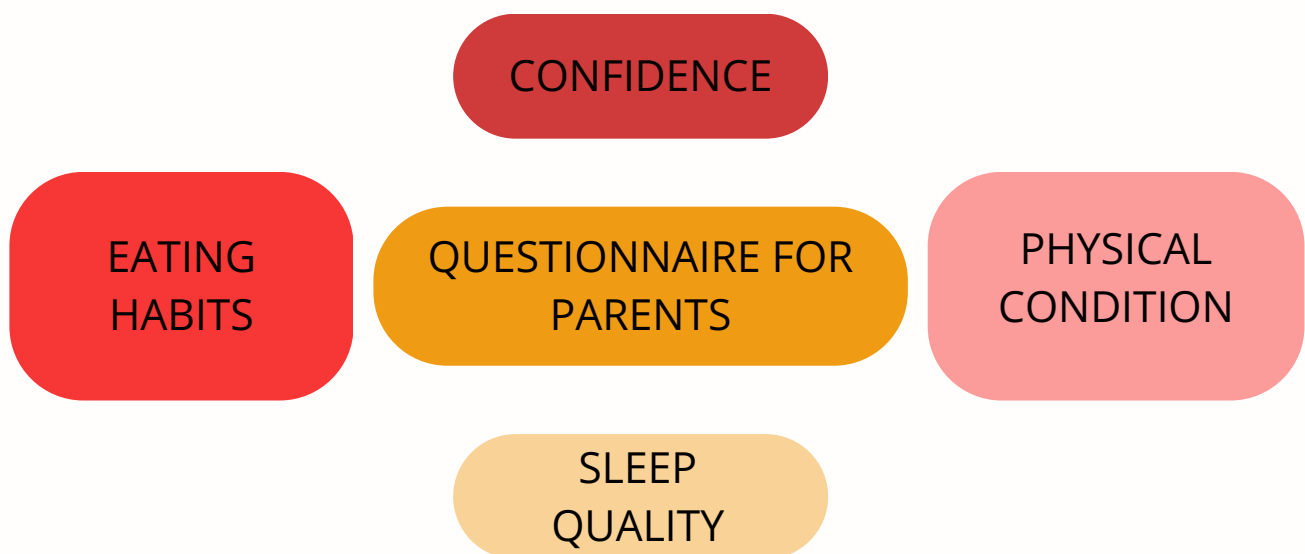 CONFIDENCE
EATING
HABITS
QUESTIONNAIRE FOR
PARENTS
PHYSICAL
CONDITION
SLEEP
QUALITY